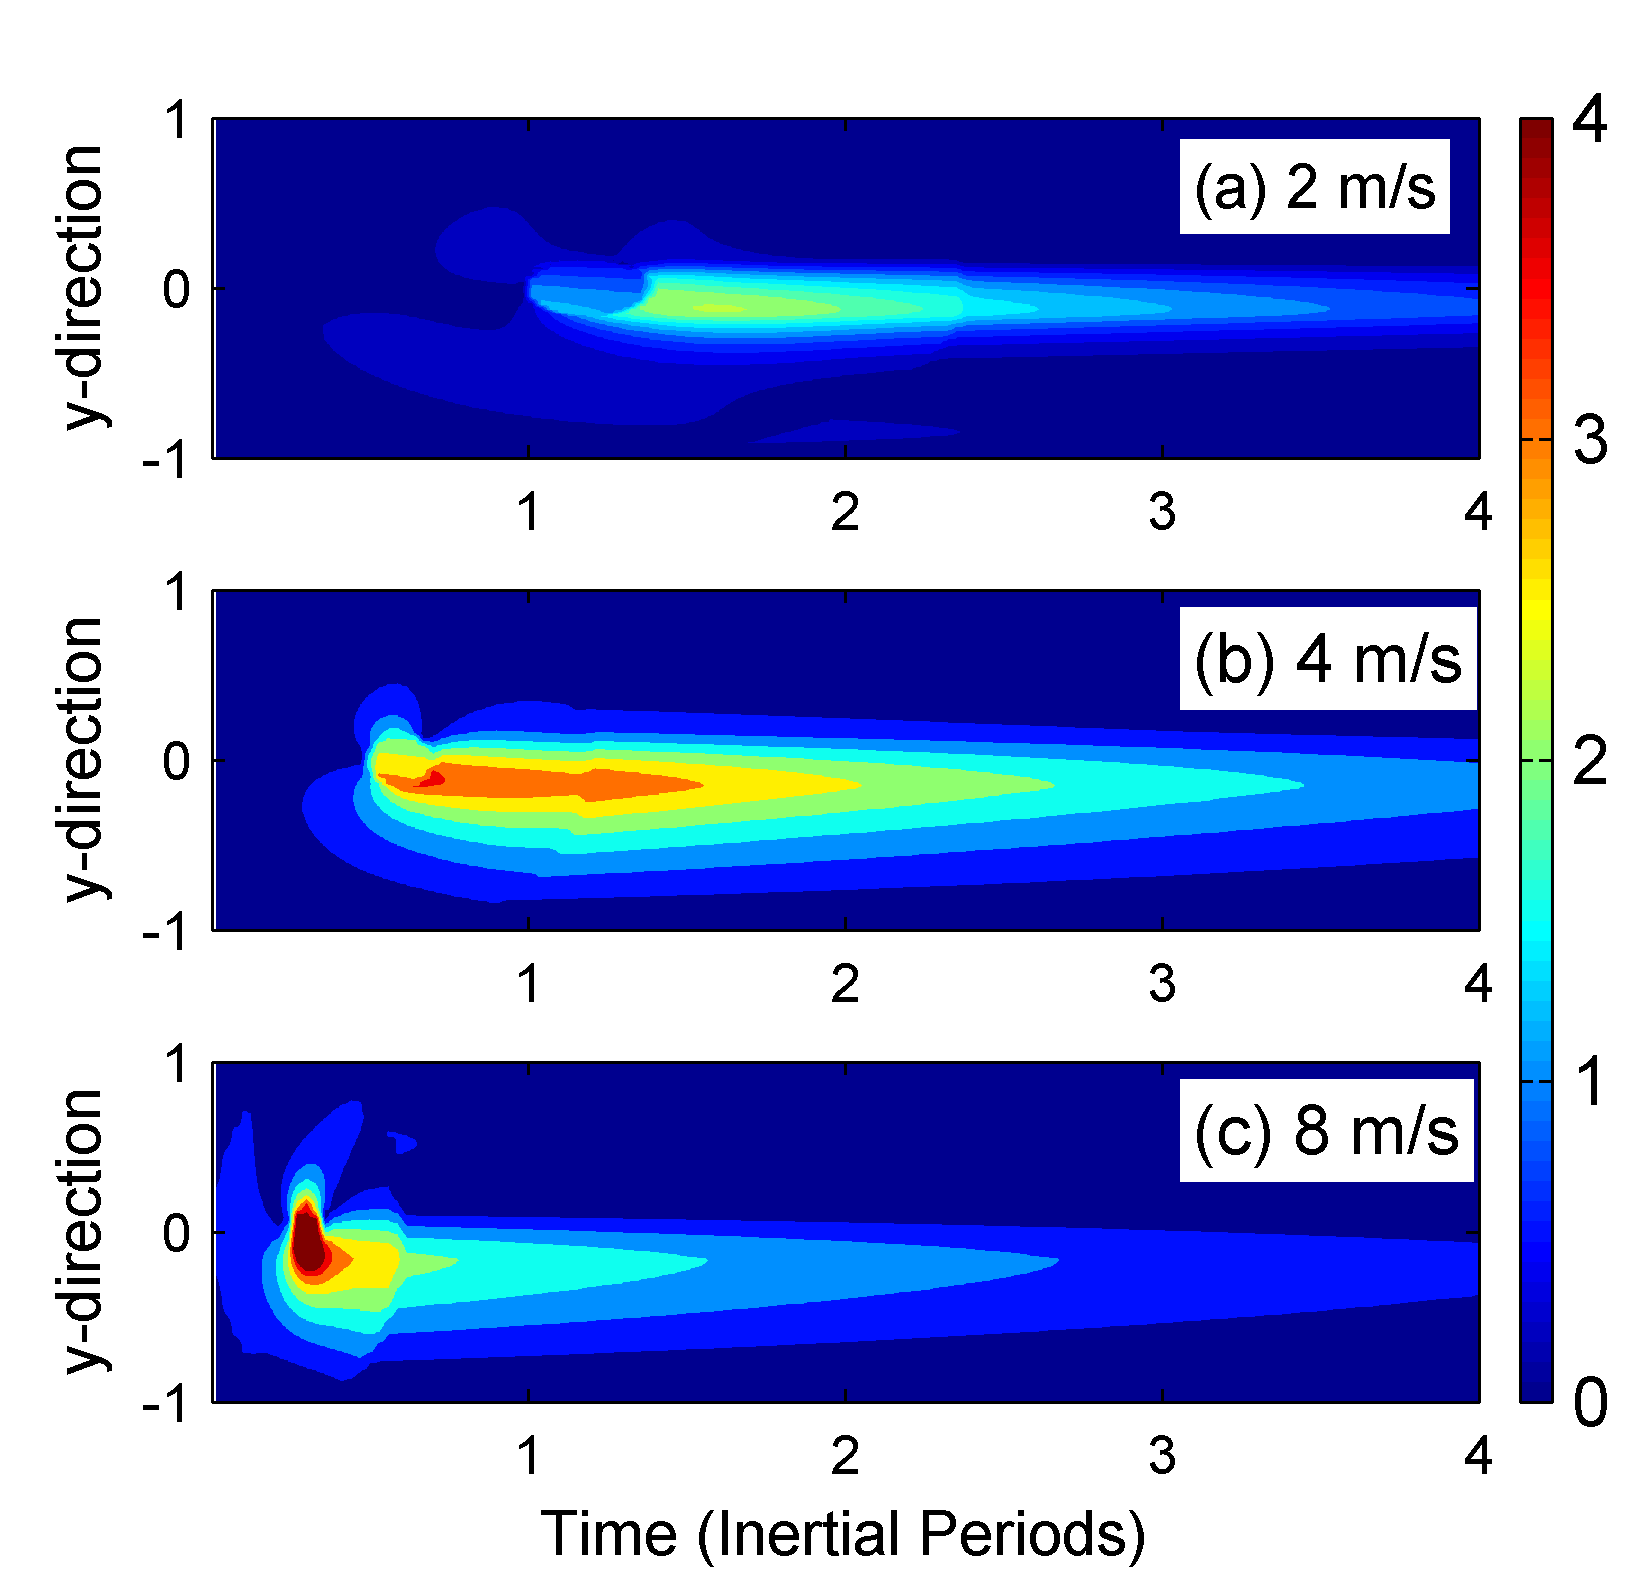 (a) 2 m/s
y-direction
1
0
-1
1 2 3 4
(b) 4 m/s
y-direction
1
0
-1
1 2 3 4
(c) 8 m/s
y-direction
1
0
-1
1 2 3 4
Time (Inertial Periods)
4
3
2
1
0